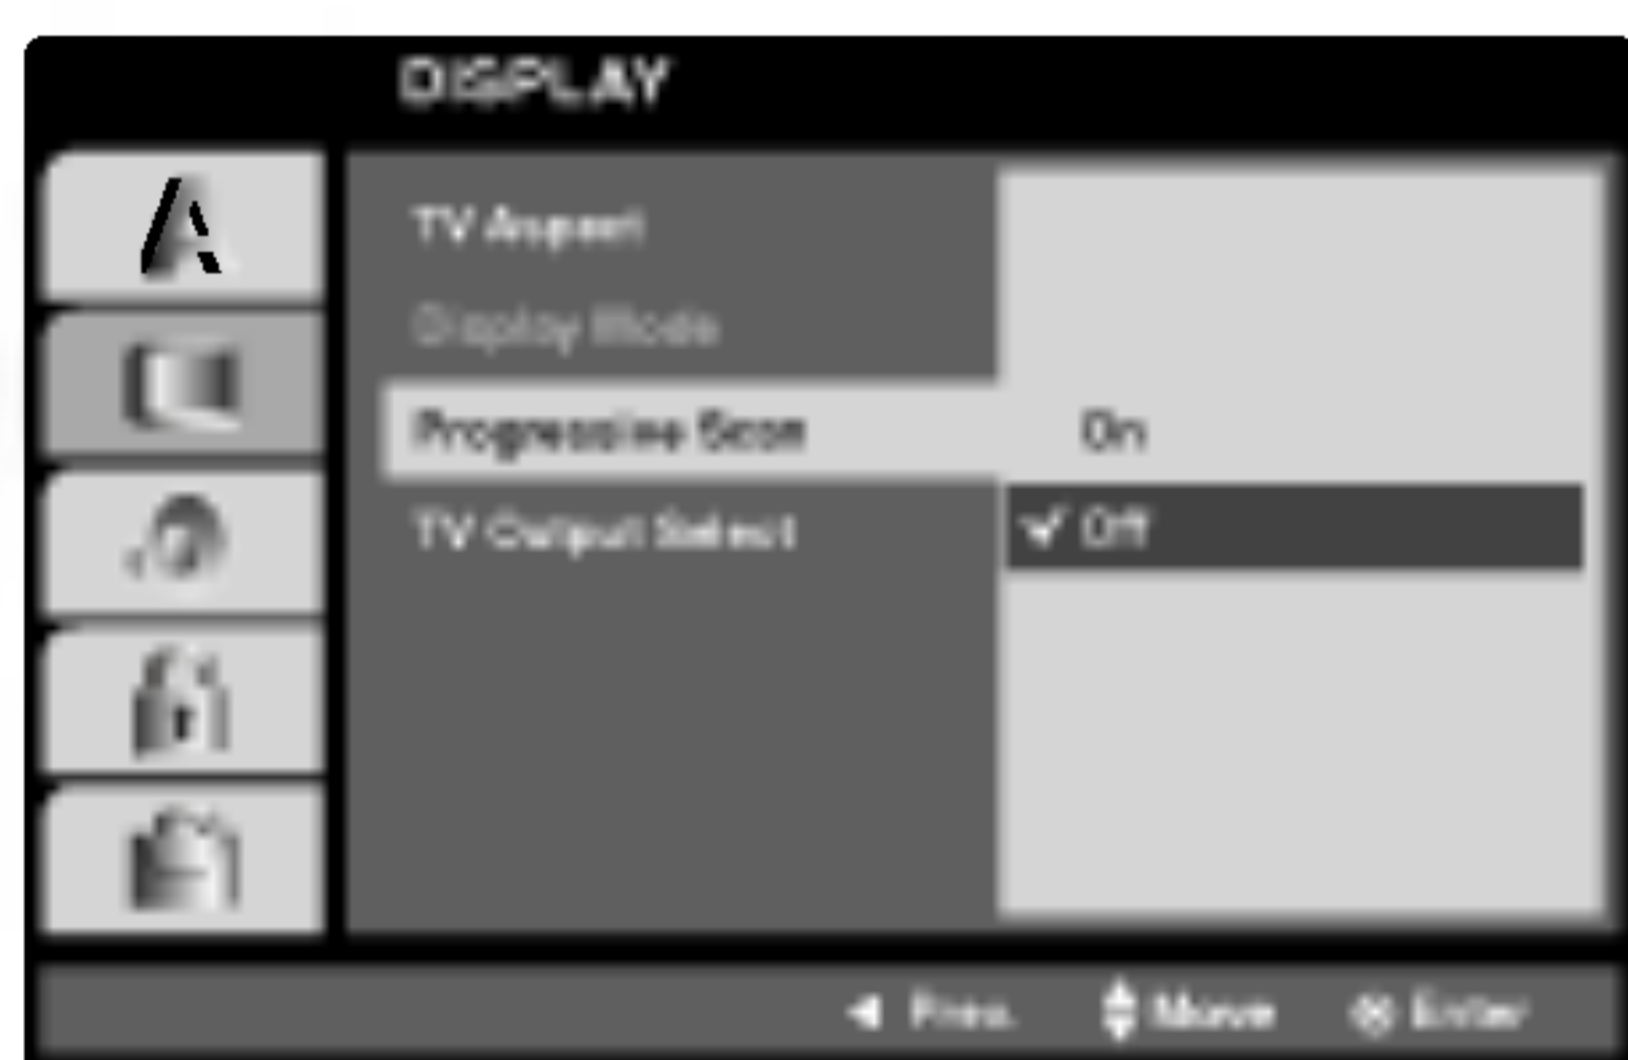 DISPLAY
TV Aspect
Display Mode
Progressive Scan On
TV Output Select Off
Prev. Move Enter